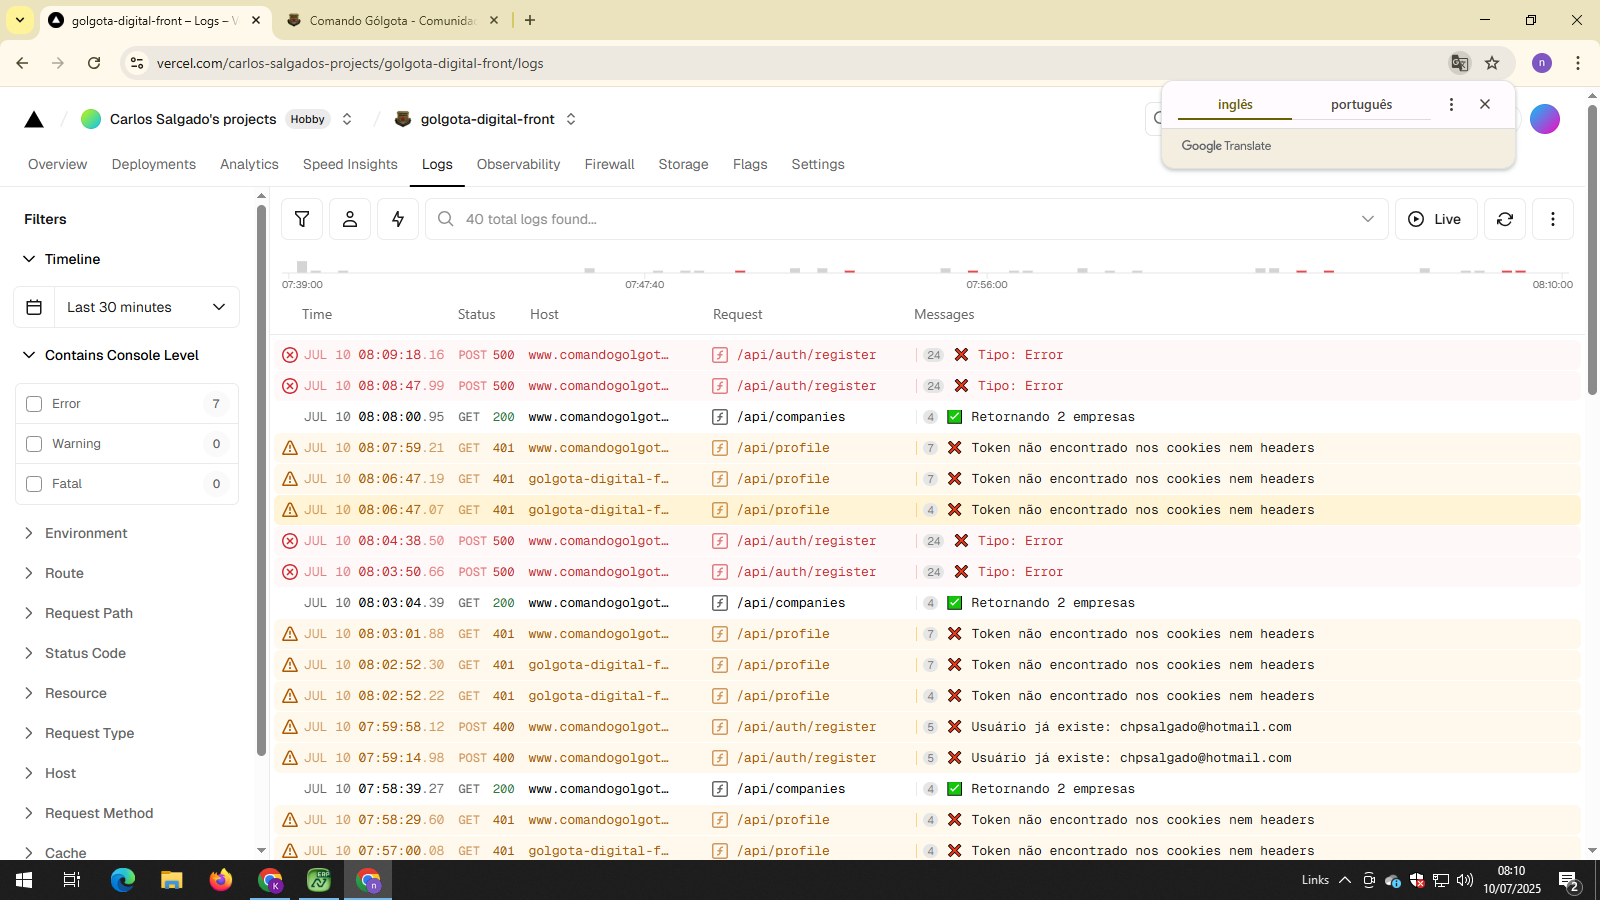 golgota-digital-front – Logs – V
Comando Gólgota - Comunidad
vercel.com/carlos-salgados-projects/golgota-digital-front/logs
n
inglês português
Google Translate
Carlos Salgado's projects Hobby golgota-digital-front
Overview Deployments Analytics Speed Insights Logs Observability Firewall Storage Flags Settings
Filters
40 total logs found...
Live
Timeline
Last 30 minutes
07:39:00 07:47:40 07:56:00 08:10:00
Time Status Host Request Messages
Contains Console Level
Error 7
Warning 0
Fatal 0
Environment
Route
Request Path
Status Code
Resource
Request Type
Host
Request Method
Cache
JUL 10 08:09:18.16 POST 500 www.comandogolgot… /api/auth/register 24 ❌ Tipo: Error
JUL 10 08:08:47.99 POST 500 www.comandogolgot… /api/auth/register 24 ❌ Tipo: Error
JUL 10 08:08:00.95 GET 200 www.comandogolgot… /api/companies 4 ✅ Retornando 2 empresas
JUL 10 08:07:59.21 GET 401 www.comandogolgot… /api/profile 7 ❌ Token não encontrado nos cookies nem headers
JUL 10 08:06:47.19 GET 401 golgota-digital-f… /api/profile 7 ❌ Token não encontrado nos cookies nem headers
JUL 10 08:06:47.07 GET 401 golgota-digital-f… /api/profile 4 ❌ Token não encontrado nos cookies nem headers
JUL 10 08:04:38.50 POST 500 www.comandogolgot… /api/auth/register 24 ❌ Tipo: Error
JUL 10 08:03:50.66 POST 500 www.comandogolgot… /api/auth/register 24 ❌ Tipo: Error
JUL 10 08:03:04.39 GET 200 www.comandogolgot… /api/companies 4 ✅ Retornando 2 empresas
JUL 10 08:03:01.88 GET 401 www.comandogolgot… /api/profile 7 ❌ Token não encontrado nos cookies nem headers
JUL 10 08:02:52.30 GET 401 golgota-digital-f… /api/profile 7 ❌ Token não encontrado nos cookies nem headers
JUL 10 08:02:52.22 GET 401 golgota-digital-f… /api/profile 4 ❌ Token não encontrado nos cookies nem headers
JUL 10 07:59:58.12 POST 400 www.comandogolgot… /api/auth/register 5 ❌ Usuário já existe: chpsalgado@hotmail.com
JUL 10 07:59:14.98 POST 400 www.comandogolgot… /api/auth/register 5 ❌ Usuário já existe: chpsalgado@hotmail.com
JUL 10 07:58:39.27 GET 200 www.comandogolgot… /api/companies 4 ✅ Retornando 2 empresas
JUL 10 07:58:29.60 GET 401 www.comandogolgot… /api/profile 4 ❌ Token não encontrado nos cookies nem headers
JUL 10 07:57:00.08 GET 401 golgota-digital-f… /api/profile 4 ❌ Token não encontrado nos cookies nem headers
K
ERP
n
Links
08:10
10/07/2025
2